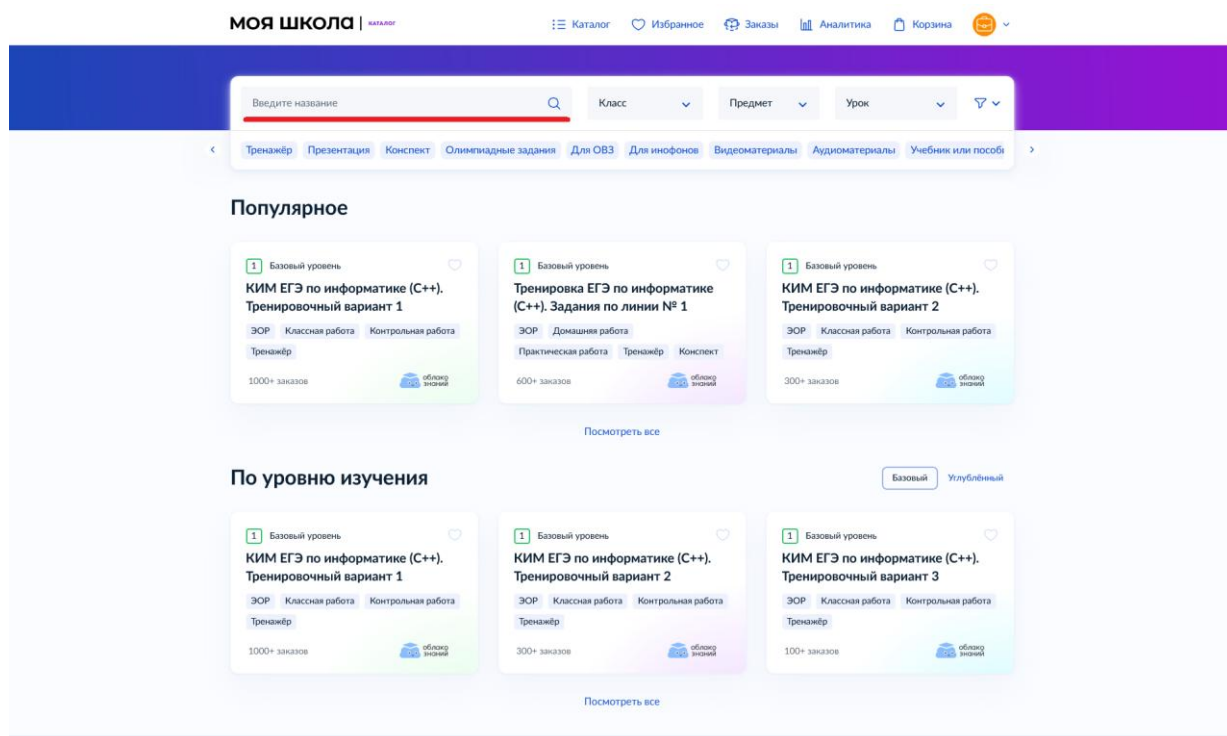 МОЯ ШКОЛА | КАТАЛОГ
Каталог Избранное Заказы Аналитика Корзина
Введите название Класс Предмет Урок
Тренажёр Презентация Конспект Олимпиадные задания Для ОВЗ Для инофонов Видеоматериалы Аудиоматериалы Учебник или пособи
Популярное
1 Базовый уровень
КИМ ЕГЭ по информатике (C++).
Тренировочный вариант 1
ЭОР Классная работа Контрольная работа
Тренажёр
1000+ заказов облако
знаний
1 Базовый уровень
Тренировка ЕГЭ по информатике
(C++). Задания по линии № 1
ЭОР Домашняя работа
Практическая работа Тренажёр Конспект
600+ заказов облако
знаний
1 Базовый уровень
КИМ ЕГЭ по информатике (C++).
Тренировочный вариант 2
ЭОР Классная работа Контрольная работа
Тренажёр
300+ заказов облако
знаний
Посмотреть все
По уровню изучения Базовый Углублённый
1 Базовый уровень
КИМ ЕГЭ по информатике (C++).
Тренировочный вариант 1
ЭОР Классная работа Контрольная работа
Тренажёр
1000+ заказов облако
знаний
1 Базовый уровень
КИМ ЕГЭ по информатике (C++).
Тренировочный вариант 2
ЭОР Классная работа Контрольная работа
Тренажёр
300+ заказов облако
знаний
1 Базовый уровень
КИМ ЕГЭ по информатике (C++).
Тренировочный вариант 3
ЭОР Классная работа Контрольная работа
Тренажёр
100+ заказов облако
знаний
Посмотреть все